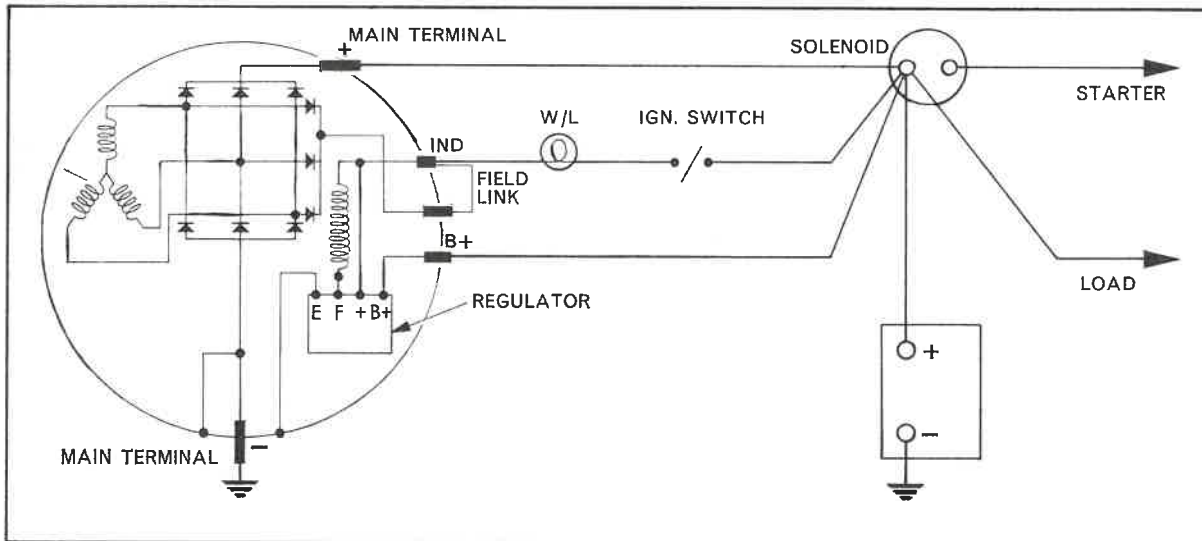 +
MAIN TERMINAL
SOLENOID
STARTER
W/L
IGN. SWITCH
IND
FIELD
LINK
B+
LOAD
REGULATOR
E F + B+
+
−
MAIN TERMINAL
−